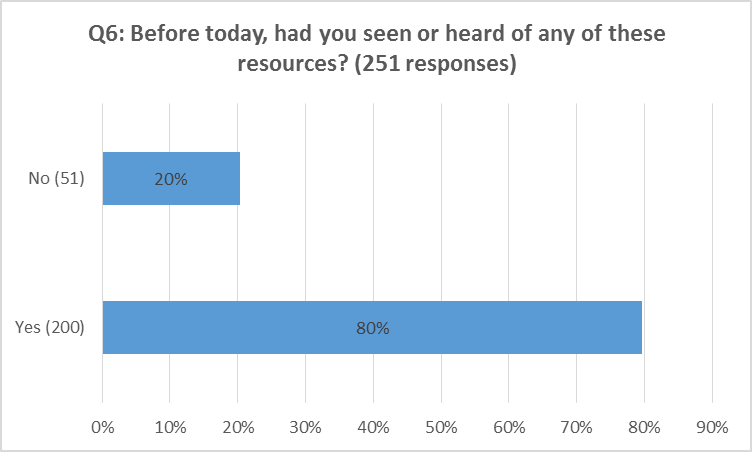 Q6: Before today, had you seen or heard of any of these
resources? (251 responses)
No (51)
20%
Yes (200)
80%
0% 10% 20% 30% 40% 50% 60% 70% 80% 90%